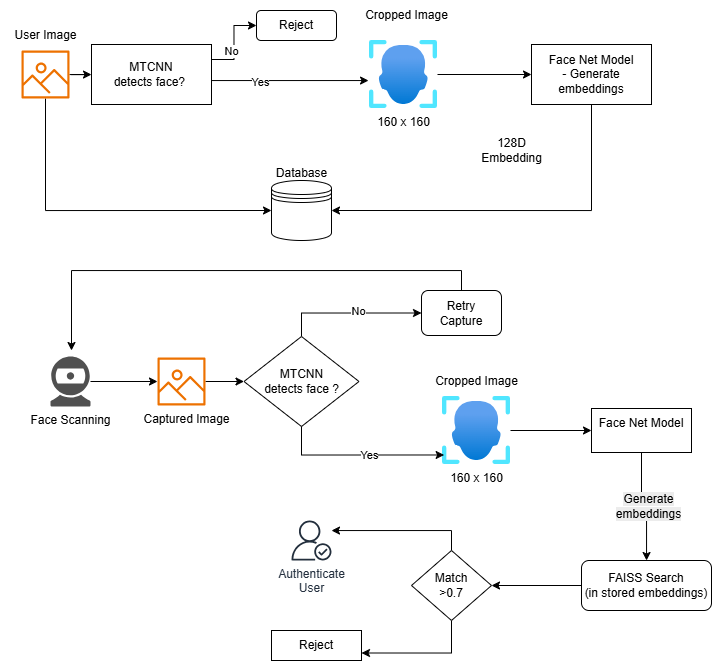 Cropped Image
User Image
Reject
No
MTCNN
detects face?
Yes
Face Net Model
- Generate
embeddings
160 x 160
128D
Embedding
Database
No
Retry
Capture
MTCNN
detects face ?
Face Scanning
Captured Image
Cropped Image
Face Net Model
Yes
160 x 160
Generate
embeddings
Authenticate
User
Match
>0.7
FAISS Search
(in stored embeddings)
Reject